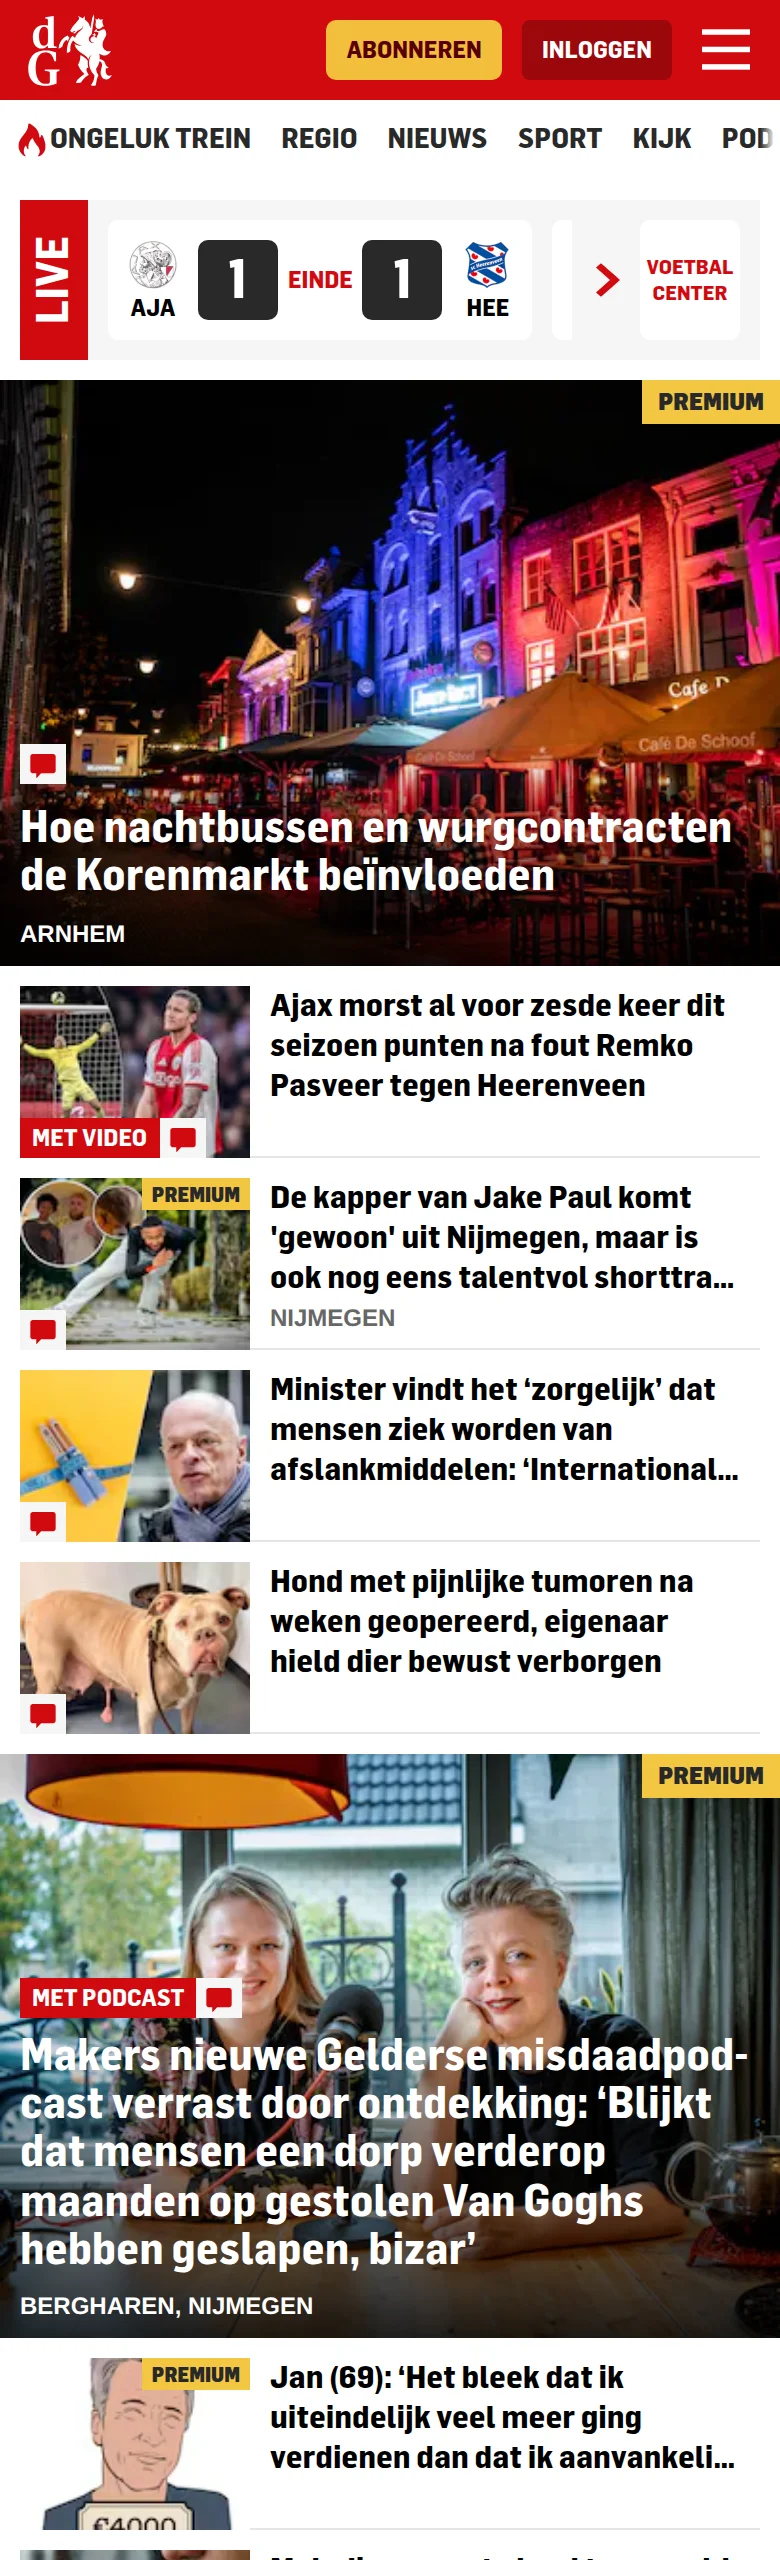 dG
ABONNEREN
INLOGGEN
ONGELUK TREIN REGIO NIEUWS SPORT KIJK POD
LIVE
1 EINDE 1
AJA
HEE
VOETBAL
CENTER
PREMIUM
Café De School
Café De School
Hoe nachtbussen en wurgcontracten
de Korenmarkt beïnvloeden
ARNHEM
Ajax morst al voor zesde keer dit
seizoen punten na fout Remko
Pasveer tegen Heerenveen
MET VIDEO
PREMIUM
De kapper van Jake Paul komt
'gewoon' uit Nijmegen, maar is
ook nog eens talentvol shorttra...
NIJMEGEN
Minister vindt het ‘zorgelijk’ dat
mensen ziek worden van
afslankmiddelen: ‘International...
Hond met pijnlijke tumoren na
weken geopereerd, eigenaar
hield dier bewust verborgen
PREMIUM
MET PODCAST
Makers nieuwe Gelderse misdaadpod-
cast verrast door ontdekking: ‘Blijkt
dat mensen een dorp verderop
maanden op gestolen Van Goghs
hebben geslapen, bizar’
BERGHAREN, NIJMEGEN
PREMIUM
Jan (69): ‘Het bleek dat ik
uiteindelijk veel meer ging
verdienen dan dat ik aanvankeli...
€4000